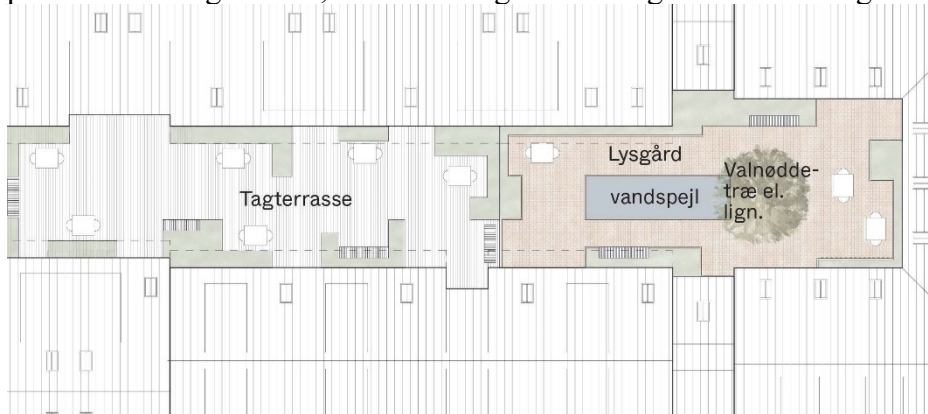 Tagterrasse
Lysgård
vandspejl
Valnødde-
træ el.
lign.